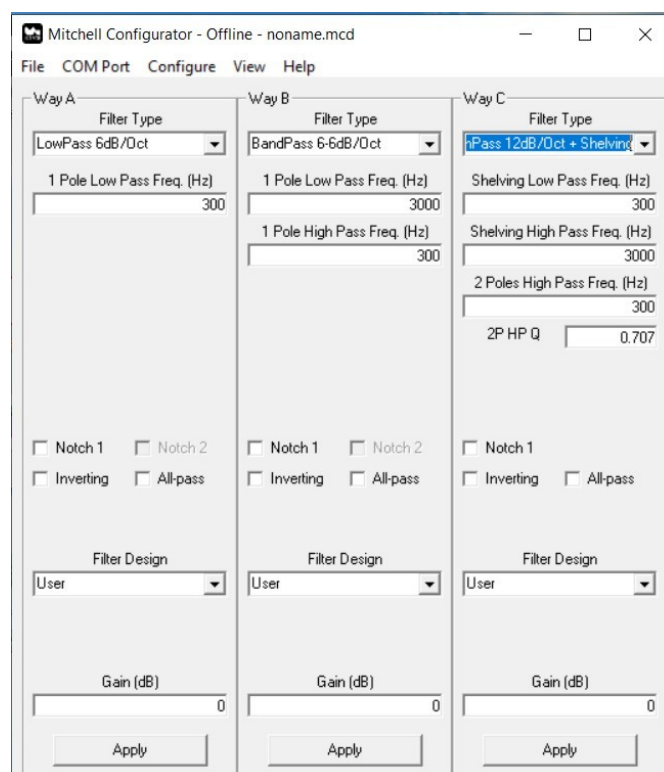 Mitchell Configurator - Offline - noname.mcd
File COM Port Configure View Help
Way A
Filter Type
LowPass 6dB/Oct
1 Pole Low Pass Freq. (Hz)
300
Notch 1 Notch 2
Inverting All-pass
Filter Design
User
Gain (dB)
0
Apply
Way B
Filter Type
BandPass 6-6dB/Oct
1 Pole Low Pass Freq. (Hz)
3000
1 Pole High Pass Freq. (Hz)
300
Notch 1 Notch 2
Inverting All-pass
Filter Design
User
Gain (dB)
0
Apply
Way C
Filter Type
hPass 12dB/Oct + Shelving
Shelving Low Pass Freq. (Hz)
300
Shelving High Pass Freq. (Hz)
3000
2 Poles High Pass Freq. (Hz)
300
2P HP Q 0.707
Notch 1
Inverting All-pass
Filter Design
User
Gain (dB)
0
Apply